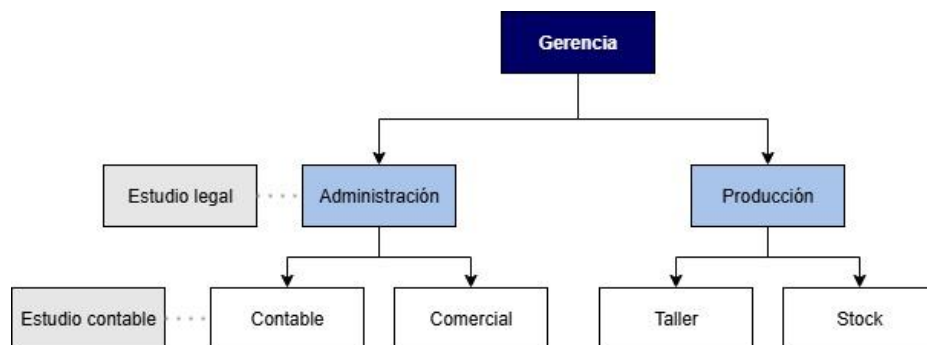 Gerencia
Estudio legal
Administración
Producción
Estudio contable
Contable
Comercial
Taller
Stock